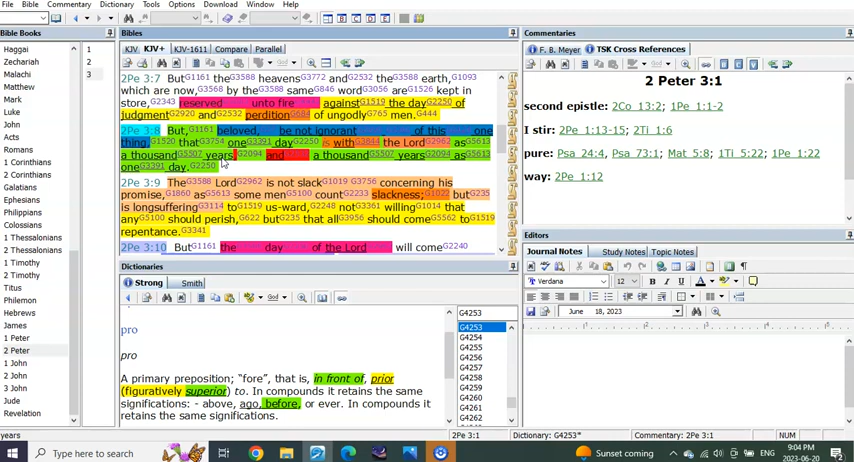 File View Bible Commentary Journal Tools Options Download Window Help
Bible Books
Haggai
Zechariah
Malachi
Matthew
Mark
Luke
John
Acts
Romans
1 Corinthians
2 Corinthians
Galatians
Ephesians
Philippians
Colossians
1 Thessalonians
2 Thessalonians
1 Timothy
2 Timothy
Titus
Philemon
Hebrews
James
1 Peter
2 Peter
1 John
2 John
3 John
Jude
Revelation
1
2
3
Bibles
KJV KJV+ KJV-1611 Compare Parallel
2Pe 3:7 But G1161 the G3588 heavens G3772 and G2532 the G3588 earth, G1093
which are now, G3568 by the G3588 same G846 word G3056 are kept in
store, G2343 reserved unto fire against G1519 the day G2250 of
judgment G2920 and G2532 perdition G684 of ungodly G765 men. G444
2Pe 3:8 But, G1161 beloved, be not ignorant of this one
thing, G1520 that G3754 one G3391 day G2250 is with G3844 the Lord G2962 as G5613
a thousand G5507 years, G2094 and a thousand G5507 years G2094 as G5613
one G3391 day. G2250
2Pe 3:9 The G3588 Lord G2962 is not slack G1019 G3756 concerning his
promise, G1860 as G5613 some men G5100 count G2233 slackness; G1022 but G235
is longsuffering G3114 to G1519 us-ward, G2248 not G3361 willing G1014 that
any G5100 should perish, G622 but G235 that all G3956 should come G5562 to G1519
repentance. G3341
2Pe 3:10 But G1161 the day of the Lord will come G2240
Dictionaries
Strong Smith
pro
pro
A primary preposition; “fore”, that is, in front of, prior
(figuratively superior) to. In compounds it retains the same
significations: - above, ago, before, or ever. In compounds it
retains the same significations.
G4253
G4253
G4254
G4255
G4256
G4257
G4258
G4259
G4260
G4261
G4262
Commentaries
F. B. Meyer TSK Cross References
2 Peter 3:1
second epistle: 2Co 13:2; 1Pe 1:1-2
I stir: 2Pe 1:13-15; 2Ti 1:6
pure: Psa 24:4, Psa 73:1; Mat 5:8; 1Ti 5:22; 1Pe 1:22
way: 2Pe 1:12
Editors
Journal Notes Study Notes Topic Notes
Verdana 12 B I U A
June 18, 2023
1 2 3 4 5
years 2Pe 3:1 Dictionary: G4253* Commentary: 2Pe 3:1 NUM
Type here to search
Sunset coming
ENG
9:04 PM
2023-06-20